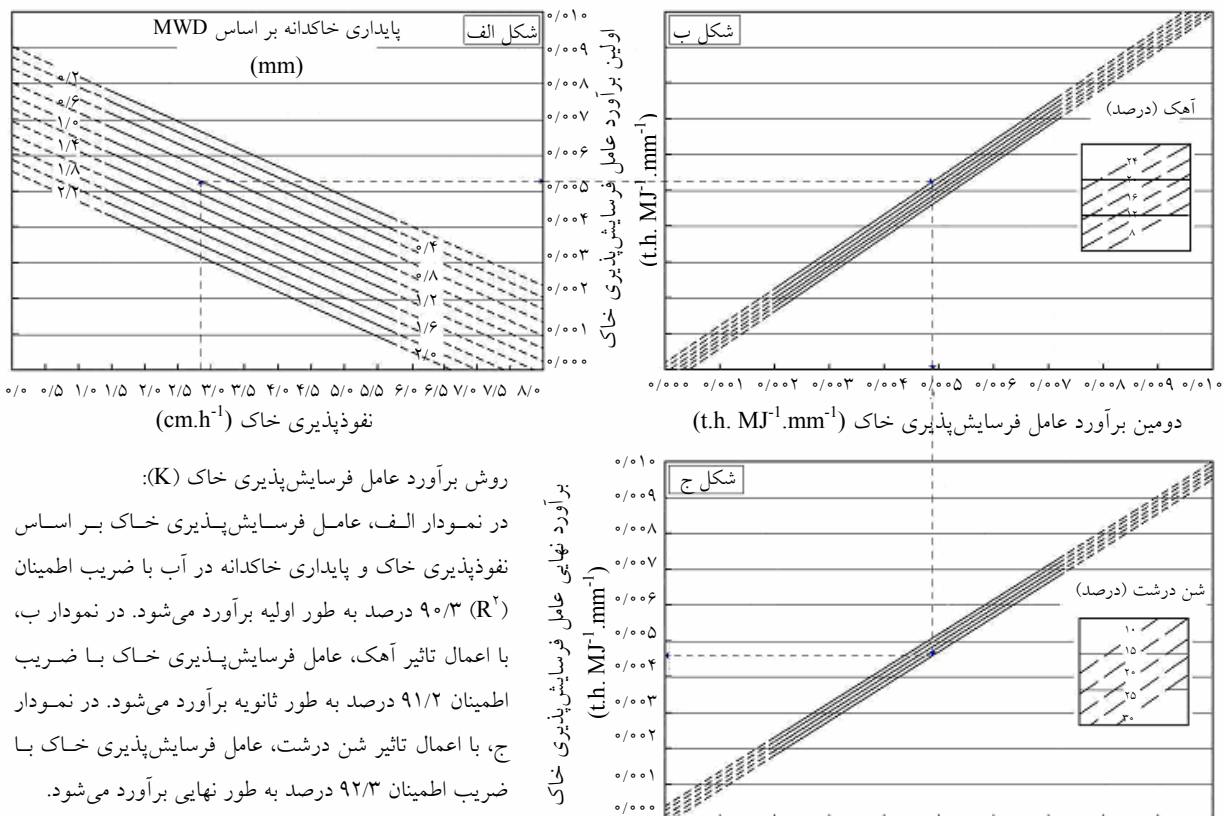 شکل الف
پایداری خاکدانه بر اساس MWD
(mm)
۰/۲
۰/۶
۱/۰
۱/۴
۱/۸
۲/۲
۰/۴
۰/۸
۱/۲
۱/۶
۲/۰
۰/۰ ۰/۵ ۱/۰ ۱/۵ ۲/۰ ۲/۵ ۳/۰ ۳/۵ ۴/۰ ۴/۵ ۵/۰ ۵/۵ ۶/۰ ۶/۵ ۷/۰ ۷/۵ ۸/۰
نفوذپذیری خاک (cm.h⁻¹)
۰/۰۱۰
۰/۰۰۹
۰/۰۰۸
۰/۰۰۷
۰/۰۰۶
۰/۰۰۵
۰/۰۰۴
۰/۰۰۳
۰/۰۰۲
۰/۰۰۱
۰/۰۰۰
اولین برآورد عامل فرسایش‌پذیری خاک
(t.h. MJ⁻¹.mm⁻¹)
شکل ب
آهک (درصد)
۲۴
۲۰
۱۶
۱۲
۸
۰/۰۰۰ ۰/۰۰۱ ۰/۰۰۲ ۰/۰۰۳ ۰/۰۰۴ ۰/۰۰۵ ۰/۰۰۶ ۰/۰۰۷ ۰/۰۰۸ ۰/۰۰۹ ۰/۰۱۰
دومین برآورد عامل فرسایش‌پذیری خاک (t.h. MJ⁻¹.mm⁻¹)
شکل ج
شن درشت (درصد)
۱۰
۱۵
۲۰
۲۵
۳۰
۰/۰۱۰
۰/۰۰۹
۰/۰۰۸
۰/۰۰۷
۰/۰۰۶
۰/۰۰۵
۰/۰۰۴
۰/۰۰۳
۰/۰۰۲
۰/۰۰۱
۰/۰۰۰
برآورد نهایی عامل فرسایش‌پذیری خاک
(t.h. MJ⁻¹.mm⁻¹)
روش برآورد عامل فرسایش‌پذیری خاک (K):
در نمودار الف، عامل فرسایش‌پذیری خاک بر اساس
نفوذپذیری خاک و پایداری خاکدانه در آب با ضریب اطمینان
(R²) ۹۰/۳ درصد به طور اولیه برآورد می‌شود. در نمودار ب،
با اعمال تاثیر آهک، عامل فرسایش‌پذیری خاک با ضریب
اطمینان ۹۱/۲ درصد به طور ثانویه برآورد می‌شود. در نمودار
ج، با اعمال تاثیر شن درشت، عامل فرسایش‌پذیری خاک با
ضریب اطمینان ۹۲/۳ درصد به طور نهایی برآورد می‌شود.